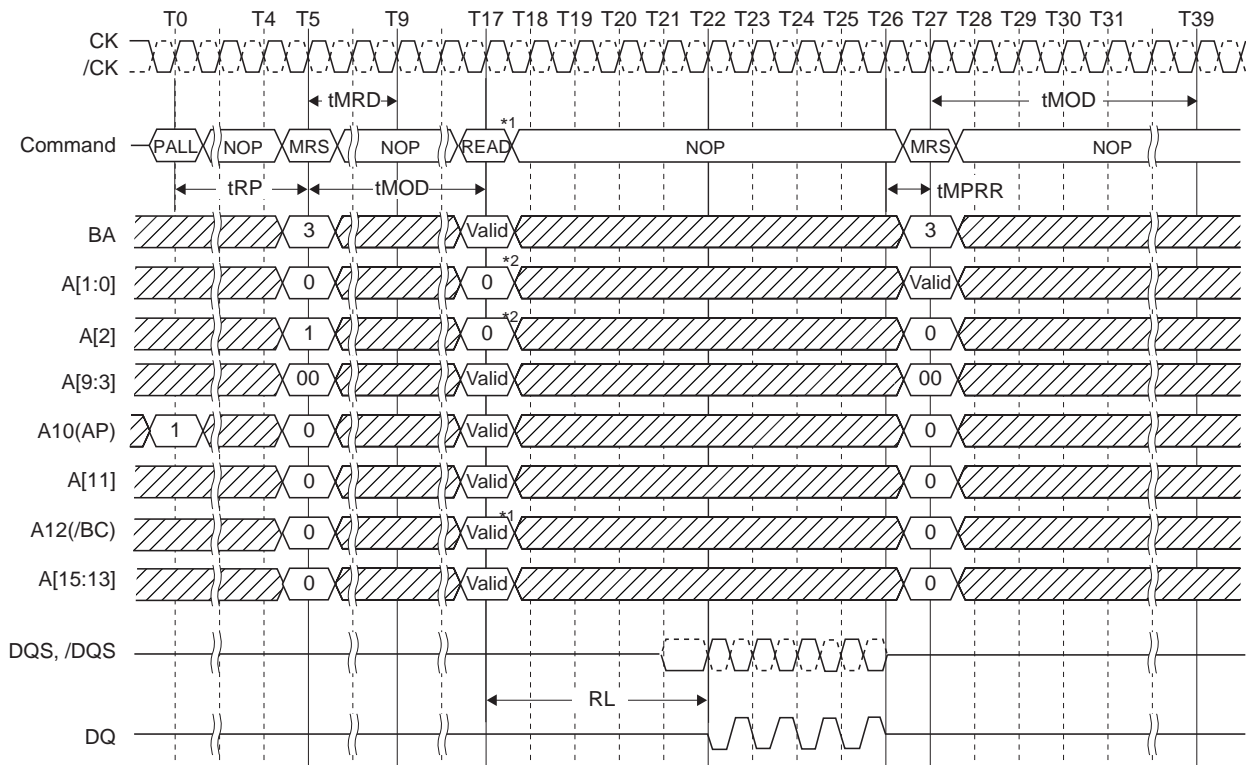 T0 T4 T5 T9 T17 T18 T19 T20 T21 T22 T23 T24 T25 T26 T27 T28 T29 T30 T31 T39
CK
/CK
tMRD tMOD
*1
Command PALL NOP MRS NOP READ NOP MRS NOP
tRP tMOD tMPRR
BA 3 Valid 3
*2
A[1:0] 0 0 Valid
*2
A[2] 1 0 0
A[9:3] 00 Valid 00
A10(AP) 1 0 Valid 0
A[11] 0 Valid 0
*1
A12(/BC) 0 Valid 0
A[15:13] 0 Valid 0
DQS, /DQS
RL
DQ